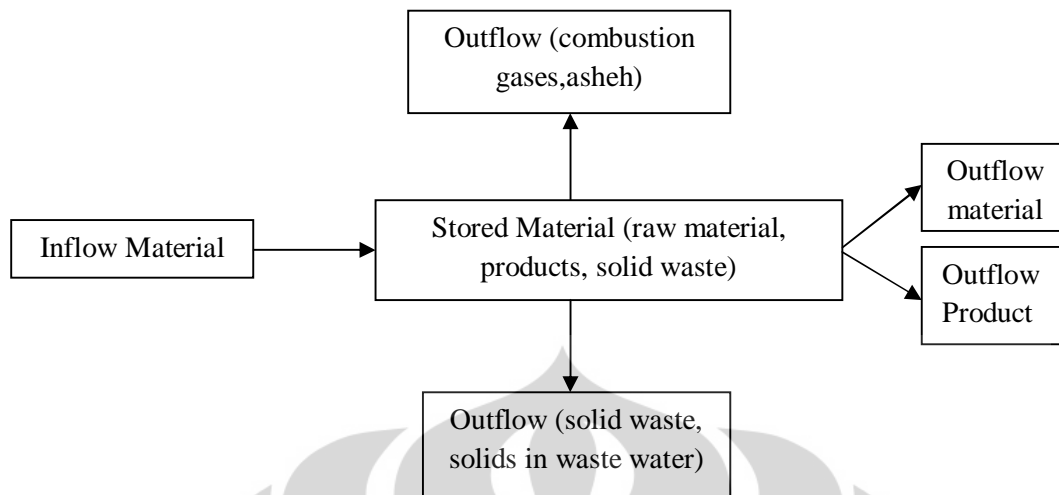 Outflow (combustion
gases,asheh)
Inflow Material
Stored Material (raw material,
products, solid waste)
Outflow
material
Outflow
Product
Outflow (solid waste,
solids in waste water)